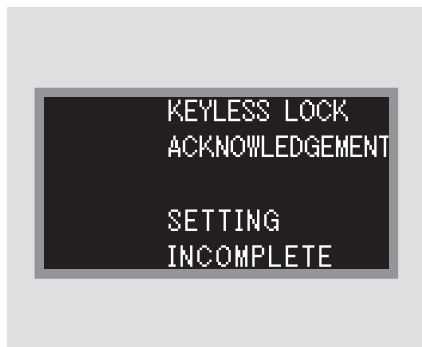 KEYLESS LOCK
ACKNOWLEDGEMENT
SETTING
INCOMPLETE